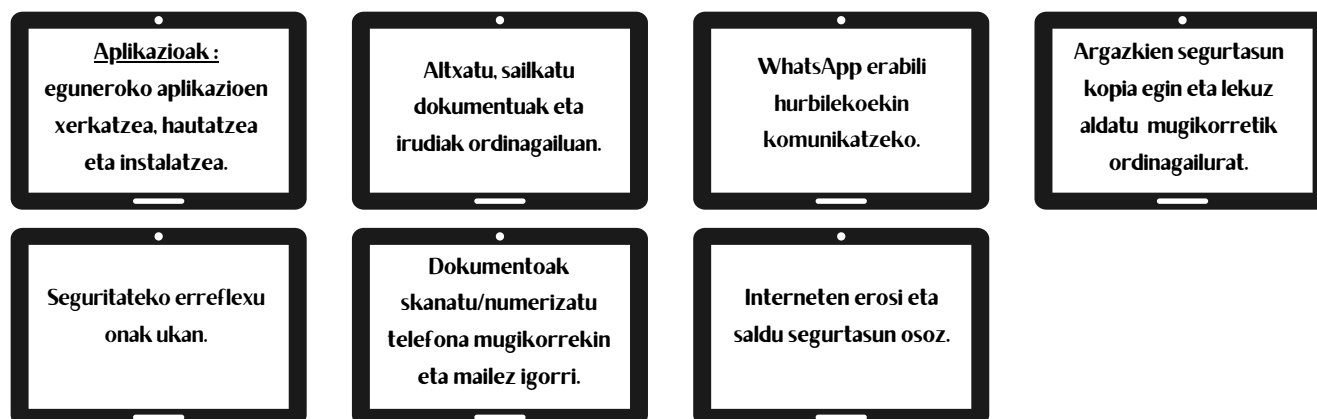 Aplikazioak :
eguneroko aplikazioen
xerkatzea, hautatzea
eta instalatzea.
Altxatu, sailkatu
dokumentuak eta
irudiak ordinagailuan.
WhatsApp erabili
hurbilekoekin
komunikatzeko.
Argazkien segurtasun
kopia egin eta lekuz
aldatu mugikorretik
ordinagailurat.
Seguritateko erreflexu
onak ukan.
Dokumentoak
skanatu/numerizatu
telefona mugikorrekin
eta mailez igorri.
Interneten erosi eta
saldu segurtasun osoz.